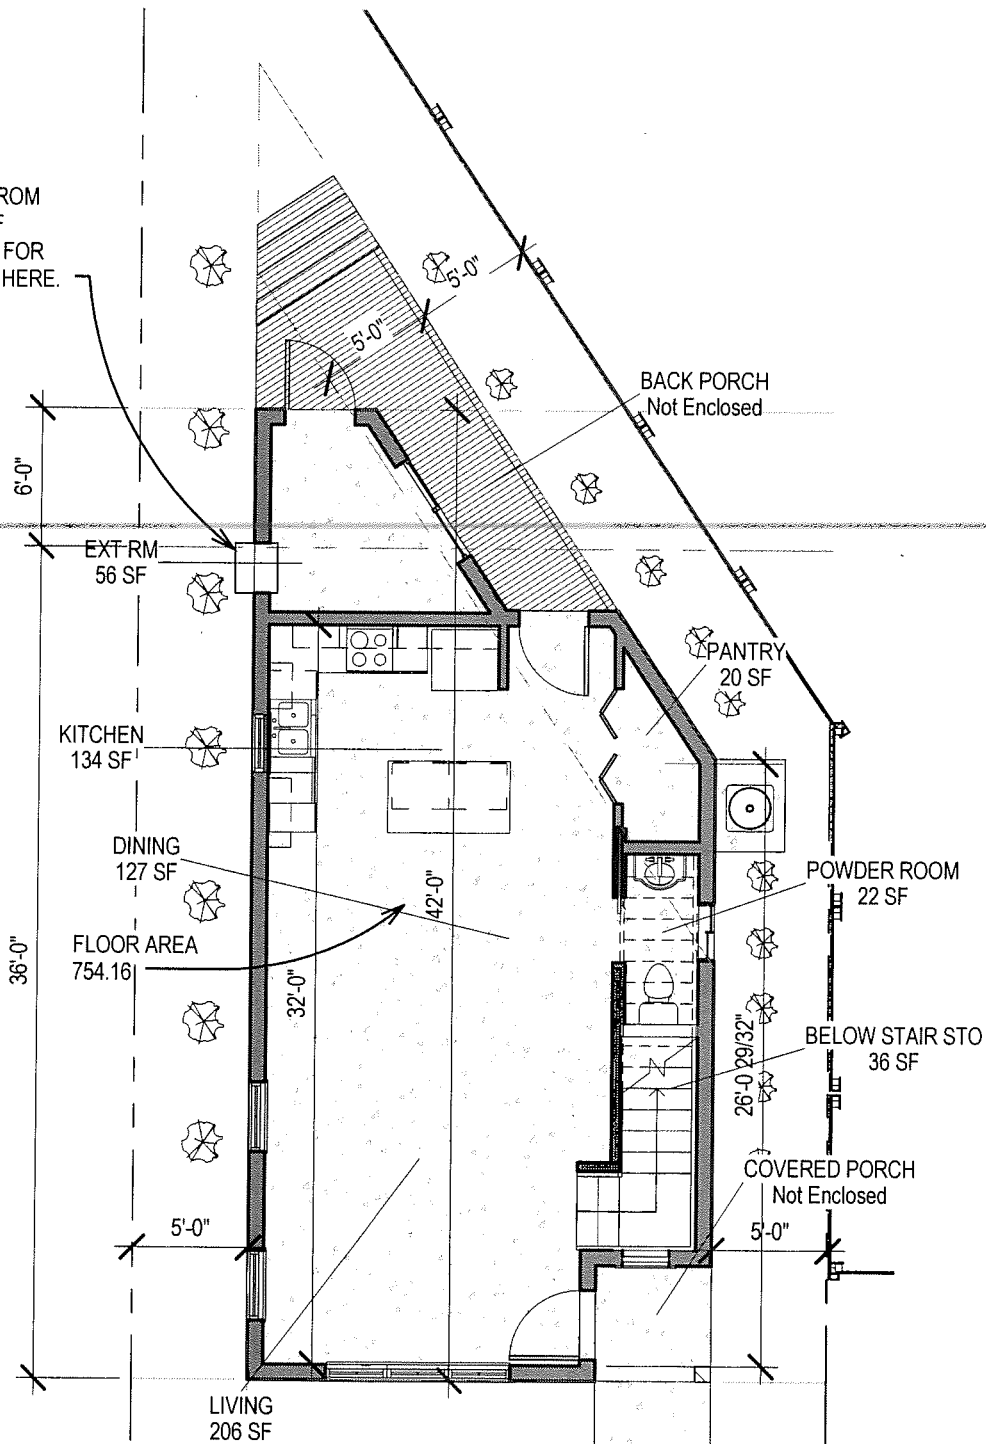 ROM
F
FOR
HERE.
5'-0"
5'-0"
BACK PORCH
Not Enclosed
6'-0"
EXT RM
56 SF
PANTRY
20 SF
KITCHEN
134 SF
DINING
127 SF
POWDER ROOM
22 SF
42'-0"
FLOOR AREA
754.16
36'-0"
32'-0"
26'-0 29/32"
BELOW STAIR STO
36 SF
COVERED PORCH
Not Enclosed
5'-0"
5'-0"
LIVING
206 SF